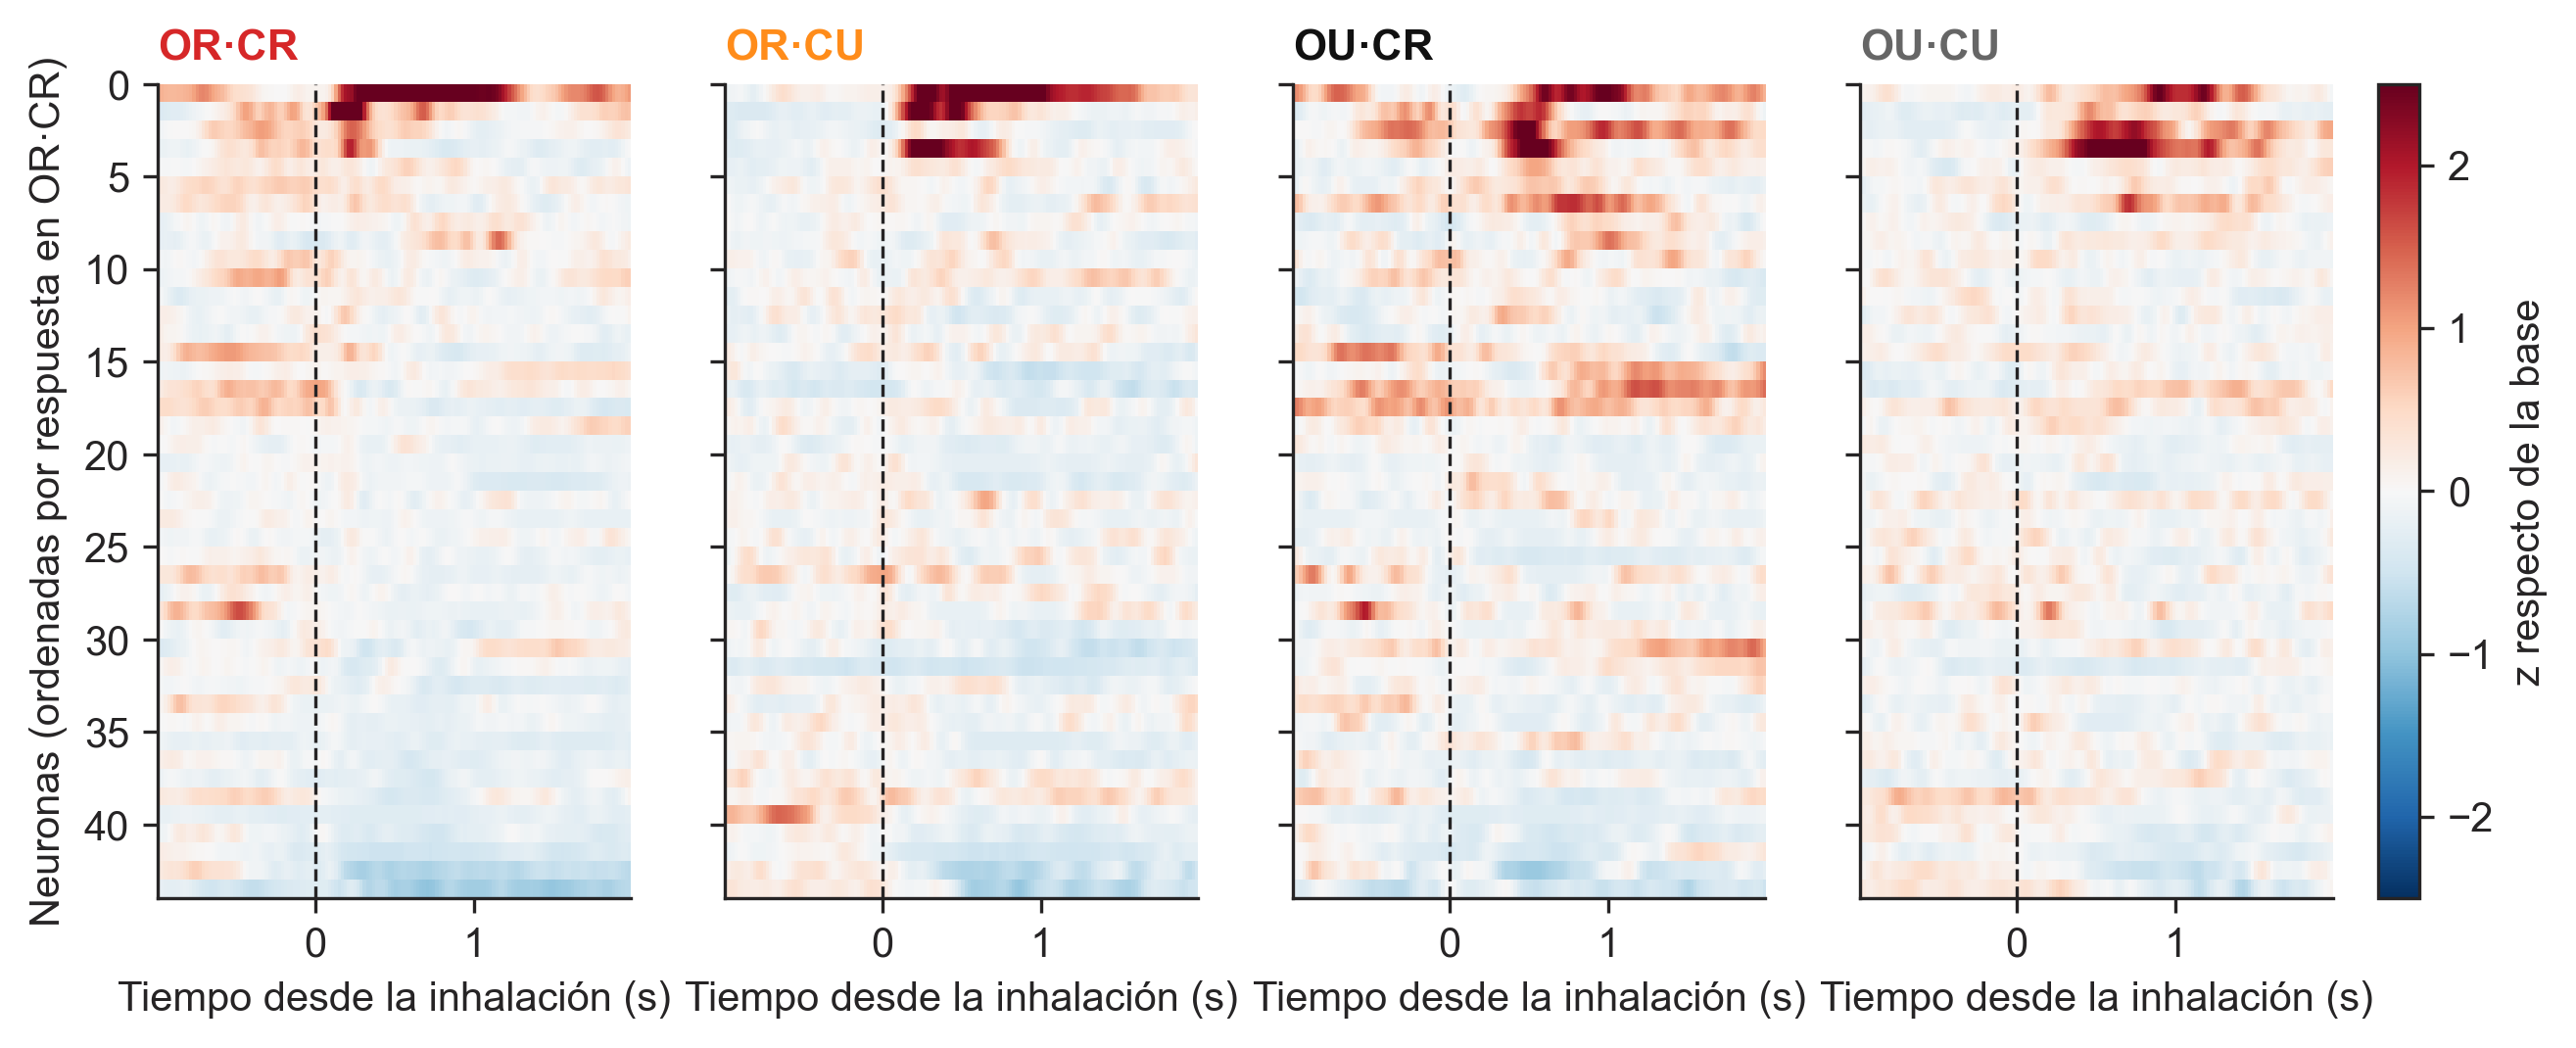 OR·CR
OR·CU
OU·CR
OU·CU
Neuronas (ordenadas por respuesta en OR·CR)
0
5
10
15
20
25
30
35
40
0 1
0 1
0 1
0 1
Tiempo desde la inhalación (s)
Tiempo desde la inhalación (s)
Tiempo desde la inhalación (s)
Tiempo desde la inhalación (s)
2
1
0
−1
−2
z respecto de la base